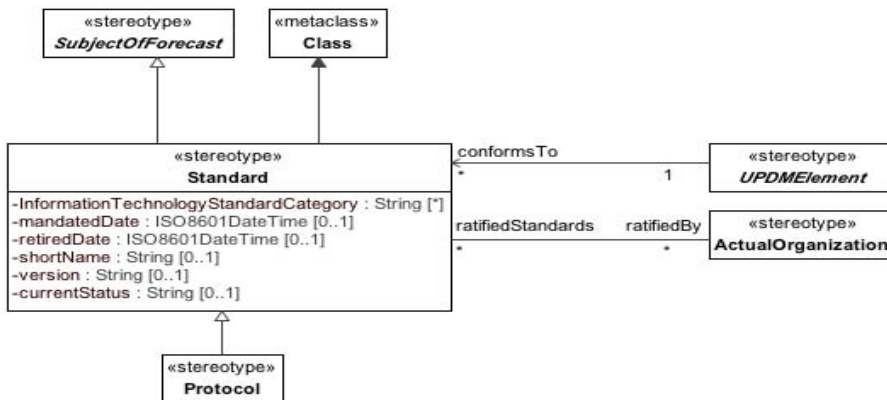 «stereotype»
SubjectOfForecast
«metaclass»
Class
«stereotype»
Standard
-InformationTechnologyStandardCategory : String [*]
-mandatedDate : ISO8601DateTime [0..1]
-retiredDate : ISO8601DateTime [0..1]
-shortName : String [0..1]
-version : String [0..1]
-currentStatus : String [0..1]
conformsTo
*
1
«stereotype»
UPDMElement
ratifiedStandards
*
ratifiedBy
*
«stereotype»
ActualOrganization
«stereotype»
Protocol